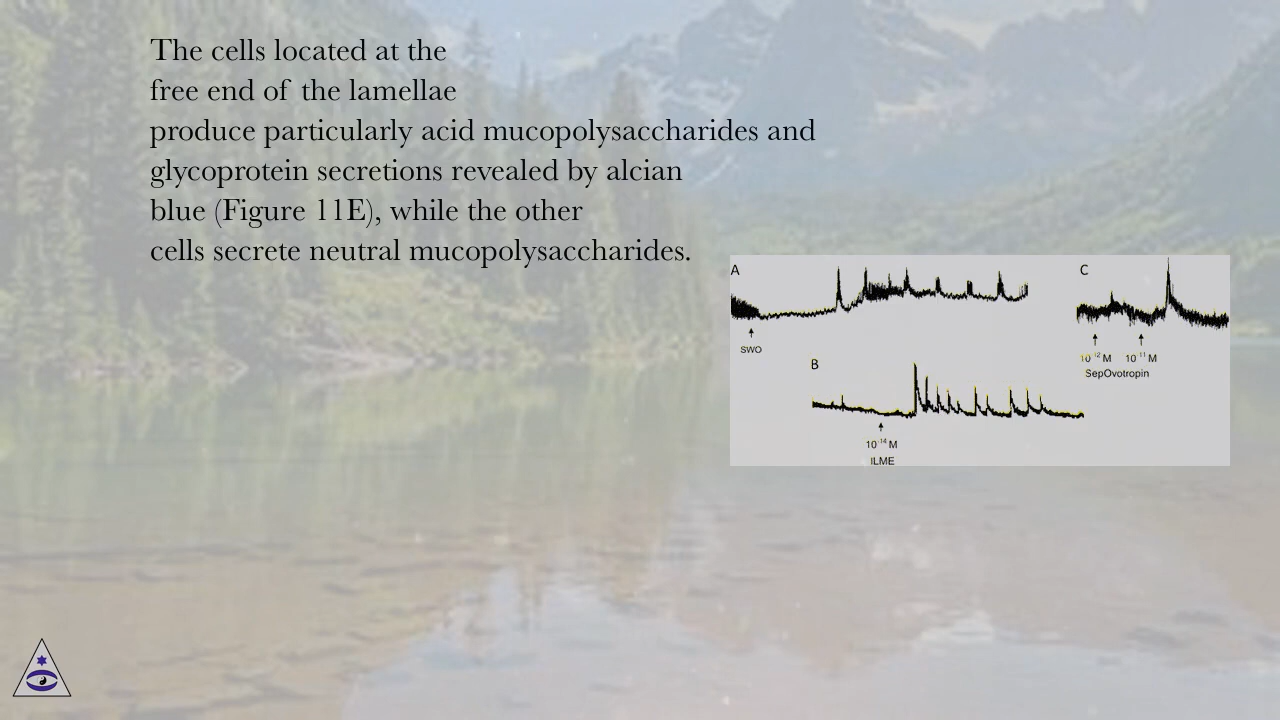 The cells located at the
free end of the lamellae
produce particularly acid mucopolysaccharides and
glycoprotein secretions revealed by alcian
blue (Figure 11E), while the other
cells secrete neutral mucopolysaccharides.
A
SWO
B
10⁻¹⁴ M
ILME
C
10⁻¹² M 10⁻¹¹ M
SepOvotropin